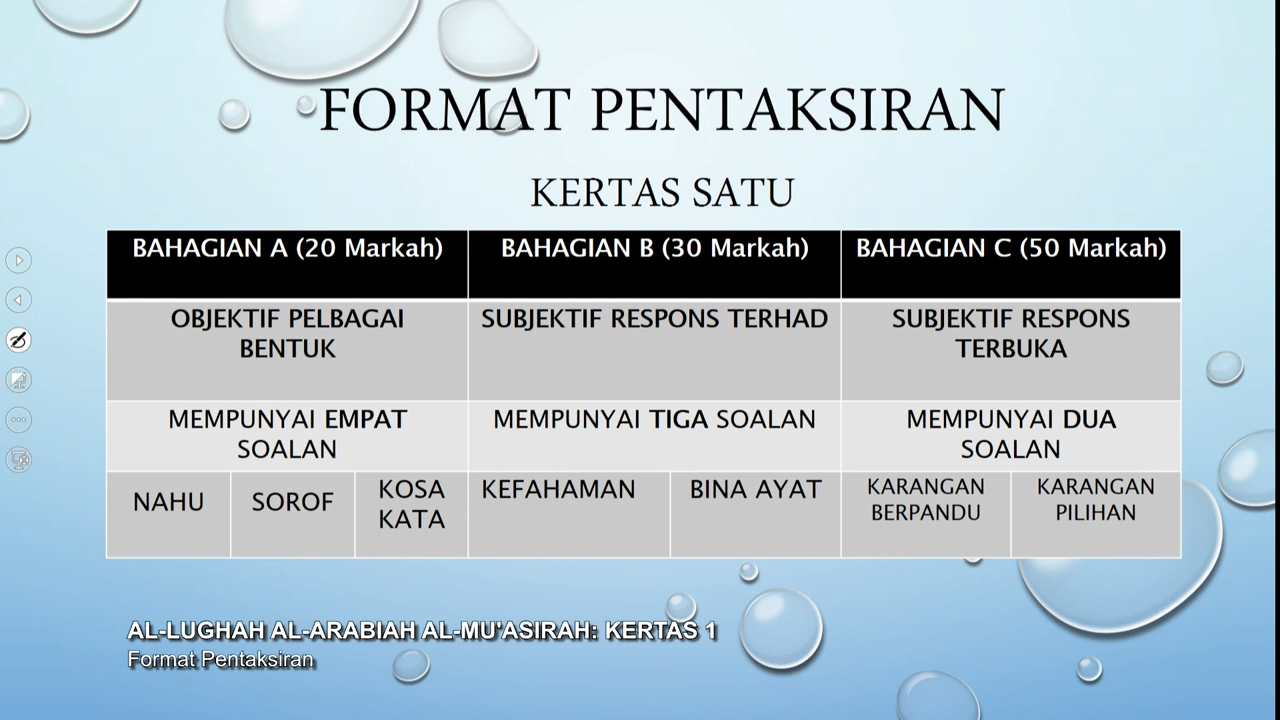 FORMAT PENTAKSIRAN
KERTAS SATU
BAHAGIAN A (20 Markah)
BAHAGIAN B (30 Markah)
BAHAGIAN C (50 Markah)
OBJEKTIF PELBAGAI
BENTUK
SUBJEKTIF RESPONS TERHAD
SUBJEKTIF RESPONS
TERBUKA
MEMPUNYAI EMPAT
SOALAN
MEMPUNYAI TIGA SOALAN
MEMPUNYAI DUA
SOALAN
NAHU
SOROF
KOSA
KATA
KEFAHAMAN
BINA AYAT
KARANGAN
BERPANDU
KARANGAN
PILIHAN
AL-LUGHAH AL-ARABIAH AL-MU'ASIRAH: KERTAS 1
Format Pentaksiran